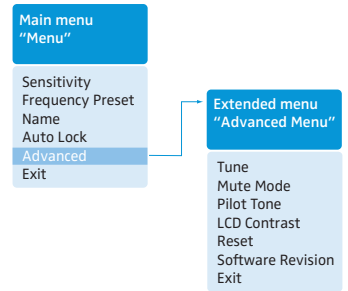 Main menu
“Menu”
Sensitivity
Frequency Preset
Name
Auto Lock
Advanced
Exit
Extended menu
“Advanced Menu”
Tune
Mute Mode
Pilot Tone
LCD Contrast
Reset
Software Revision
Exit